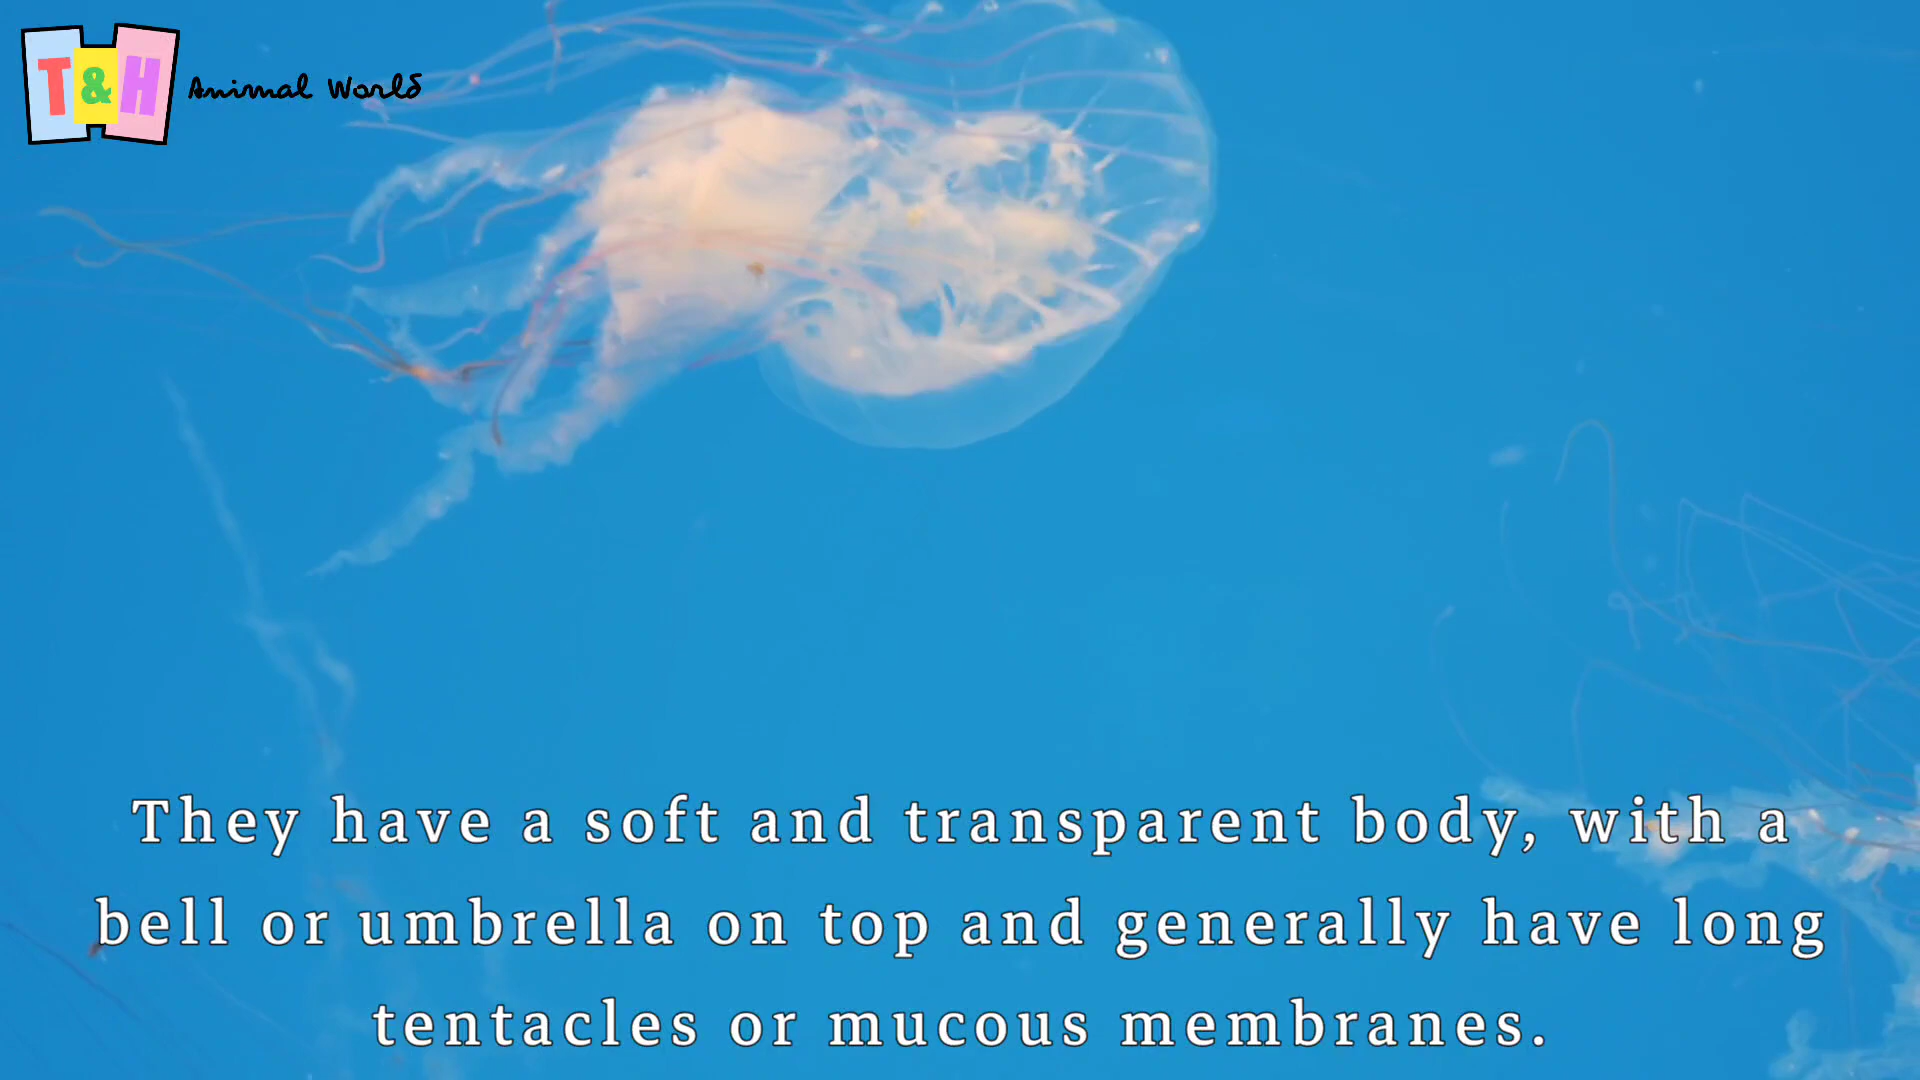 T&H Animal World
They have a soft and transparent body, with a
bell or umbrella on top and generally have long
tentacles or mucous membranes.